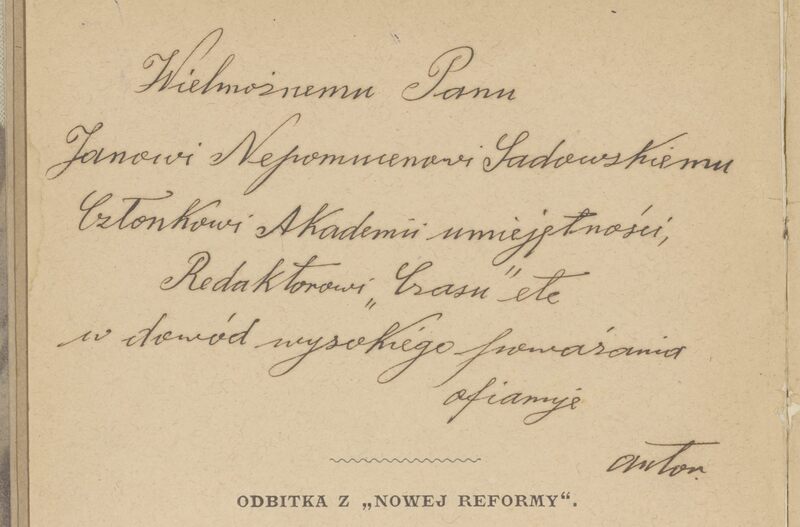 Wielmożnemu Panu
Janowi Nepomucenowi Sadowskiemu
Członkowi Akademii umiejętności,
Redaktorowi „Czasu" etc
w dowód wysokiego poważania
ofiaruje
autor.
ODBITKA Z „NOWEJ REFORMY“.